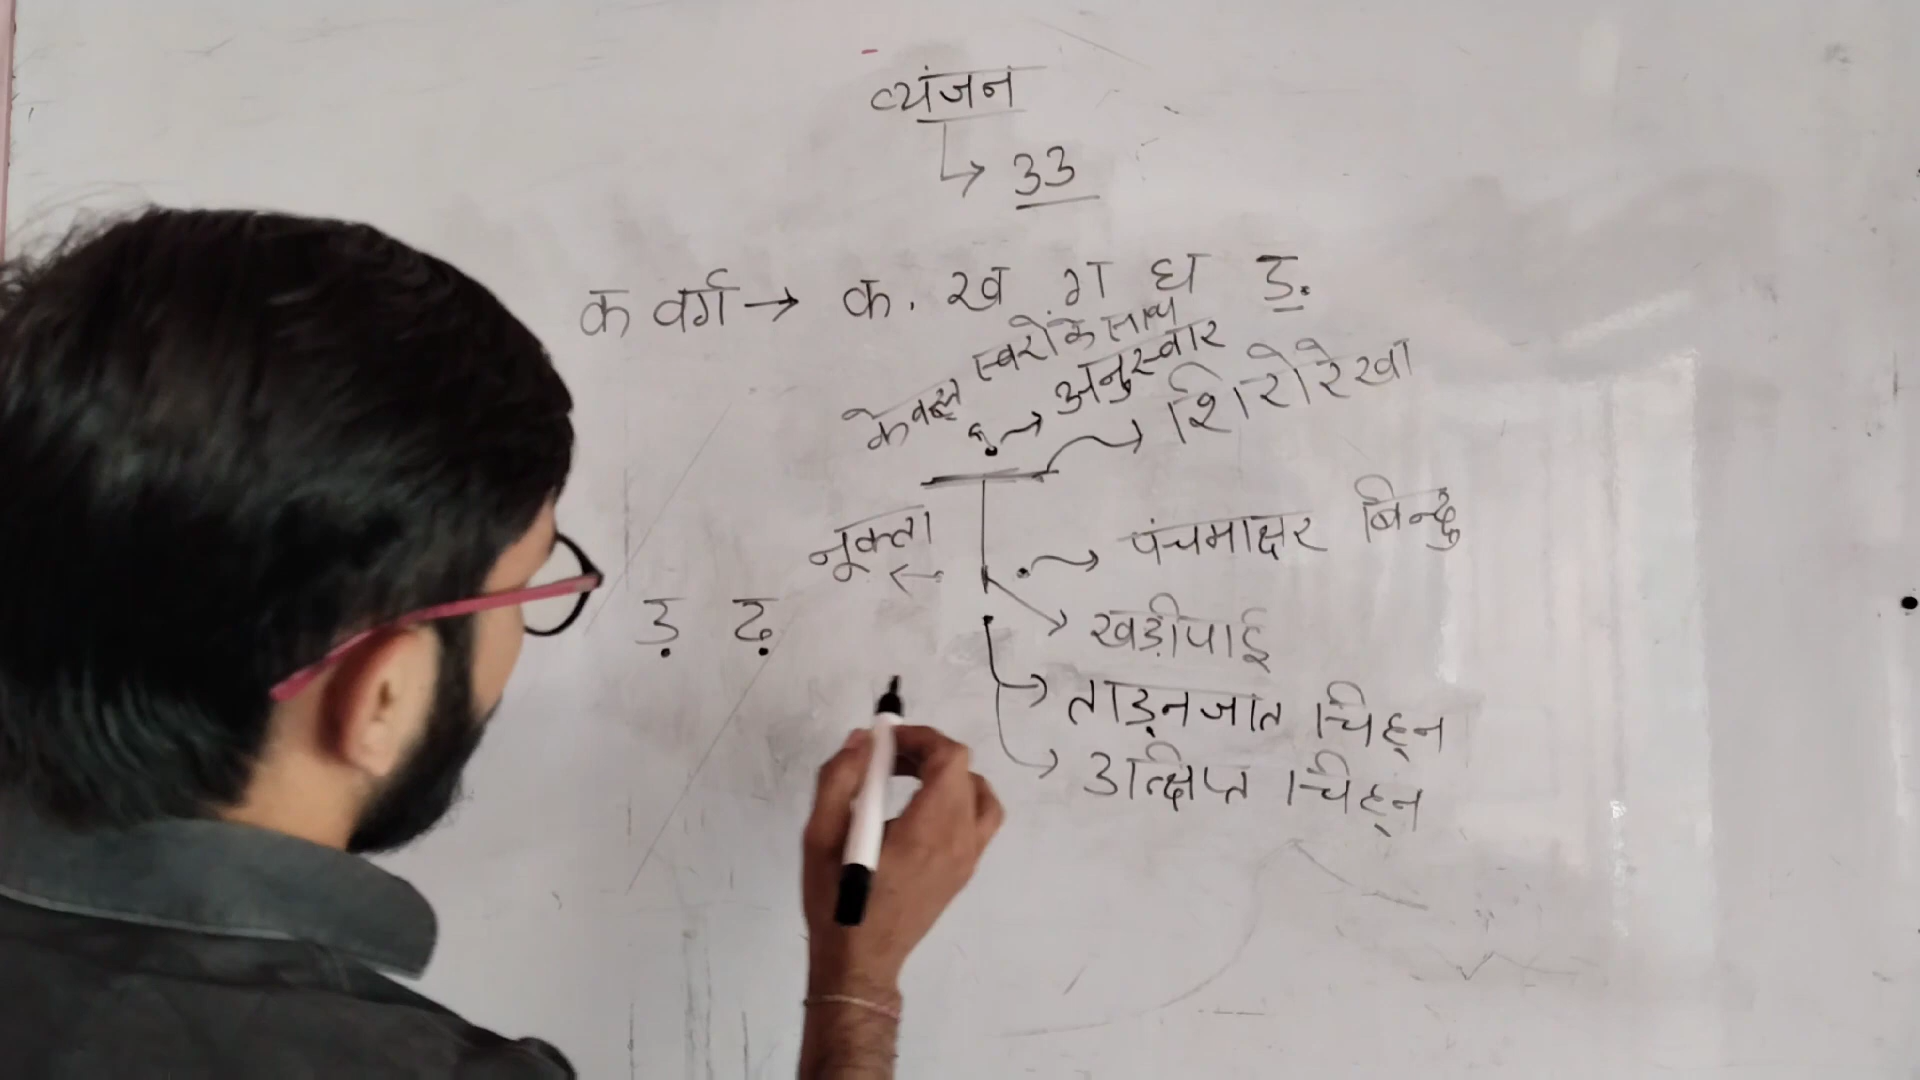 व्यंजन
33
क वर्ग → क . ख ग घ ङ
केवल स्वरों के साथ
अनुस्वार
शिरोरेखा
नूक्ता
पंचमाक्षर बिन्दु
ड़ ढ़
खड़ीपाई
ताड़नजात चिह्न
उत्क्षिप्त चिह्न